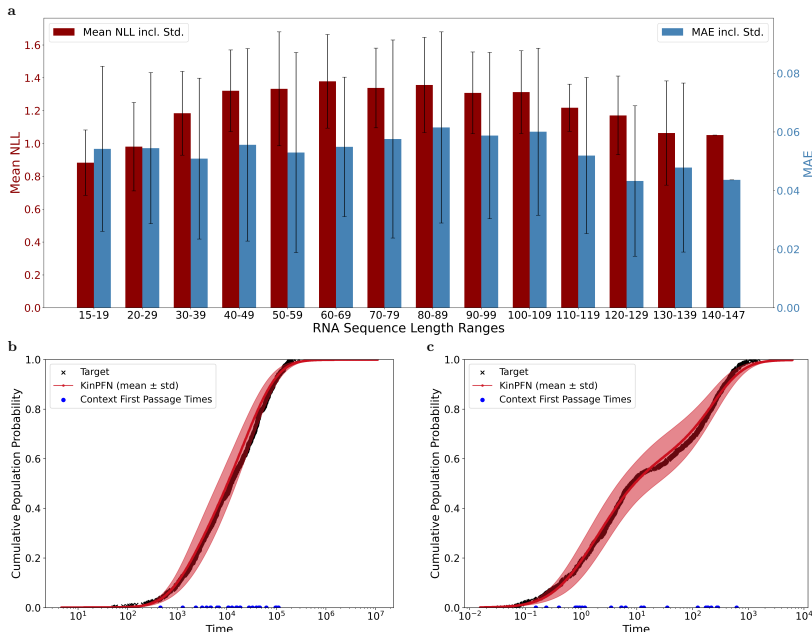 a
Mean NLL incl. Std.
MAE incl. Std.
Mean NLL
1.6
1.4
1.2
1.0
0.8
0.6
0.4
0.2
0.0
0.08
0.06
0.04
0.02
0.00
MAE
15-19 20-29 30-39 40-49 50-59 60-69 70-79 80-89 90-99 100-109 110-119 120-129 130-139 140-147
RNA Sequence Length Ranges
b
Cumulative Population Probability
1.0
0.8
0.6
0.4
0.2
0.0
Target
KinPFN (mean ± std)
Context First Passage Times
10¹ 10² 10³ 10⁴ 10⁵ 10⁶ 10⁷
Time
c
Cumulative Population Probability
1.0
0.8
0.6
0.4
0.2
0.0
Target
KinPFN (mean ± std)
Context First Passage Times
10⁻² 10⁻¹ 10⁰ 10¹ 10² 10³ 10⁴
Time